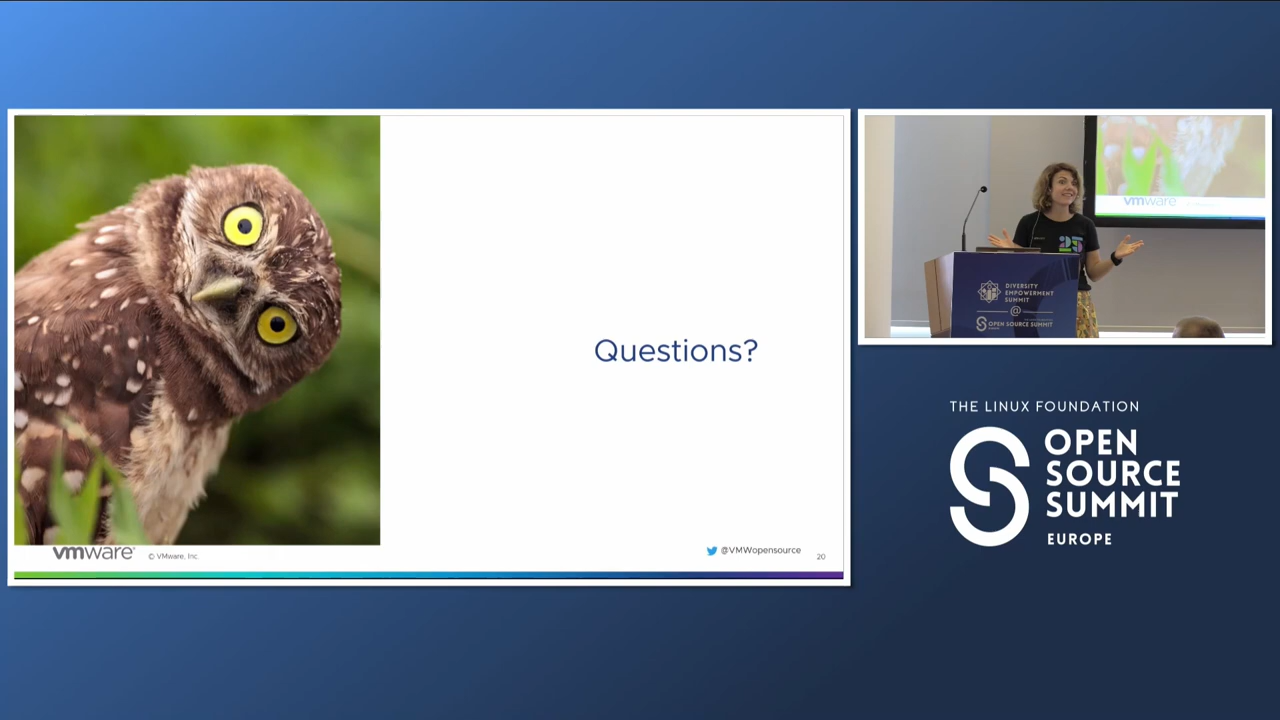 Questions?
vmware®
© VMware, Inc.
@VMWopensource
20
vmware
25
DIVERSITY
EMPOWERMENT
SUMMIT
@
OPEN SOURCE SUMMIT
THE LINUX FOUNDATION
OPEN
SOURCE
SUMMIT
EUROPE